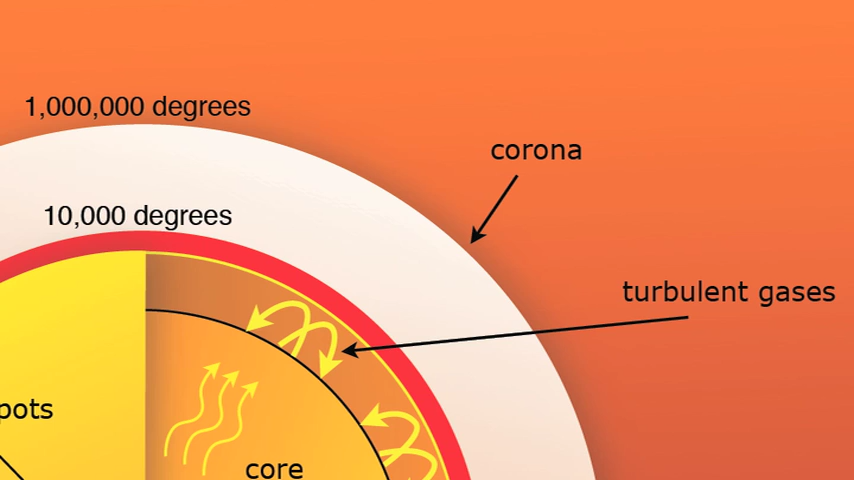 1,000,000 degrees
corona
10,000 degrees
turbulent gases
pots
core